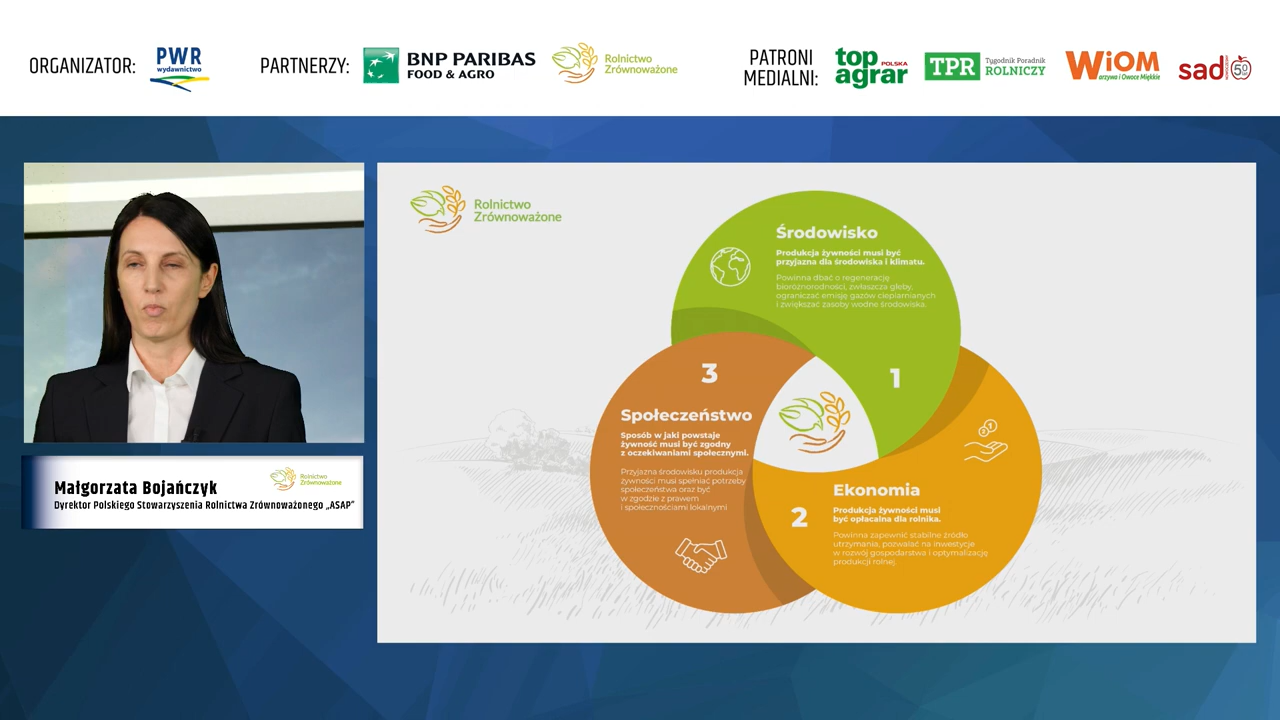 ORGANIZATOR:
PWR
wydawnictwo
PARTNERZY:
BNP PARIBAS
FOOD & AGRO
Rolnictwo
Zrównoważone
PATRONI
MEDIALNI:
top
agrar
POLSKA
TPR
Tygodnik Poradnik
ROLNICZY
WiOM
arzywa i Owoce Miękkie
sad
50
Rolnictwo
Zrównoważone
Środowisko
Produkcja żywności musi być
przyjazna dla środowiska i klimatu.
Powinna dbać o regenerację
bioróżnorodności, zwłaszcza gleby,
ograniczać emisję gazów cieplarnianych
i zwiększać zasoby wodne środowiska.
1
3
Społeczeństwo
Sposób w jaki powstaje
żywność musi być zgodny
z oczekiwaniami społecznymi.
Przyjazna środowisku produkcja
żywności musi spełniać potrzeby
społeczeństwa oraz być
w zgodzie z prawem
i społecznościami lokalnymi
Ekonomia
2
Produkcja żywności musi
być opłacalna dla rolnika.
Powinna zapewnić stabilne źródło
utrzymania, pozwalać na inwestycje
w rozwój gospodarstwa i optymalizację
produkcji rolnej.
Rolnictwo
Zrównoważone
Małgorzata Bojańczyk
Dyrektor Polskiego Stowarzyszenia Rolnictwa Zrównoważonego „ASAP”